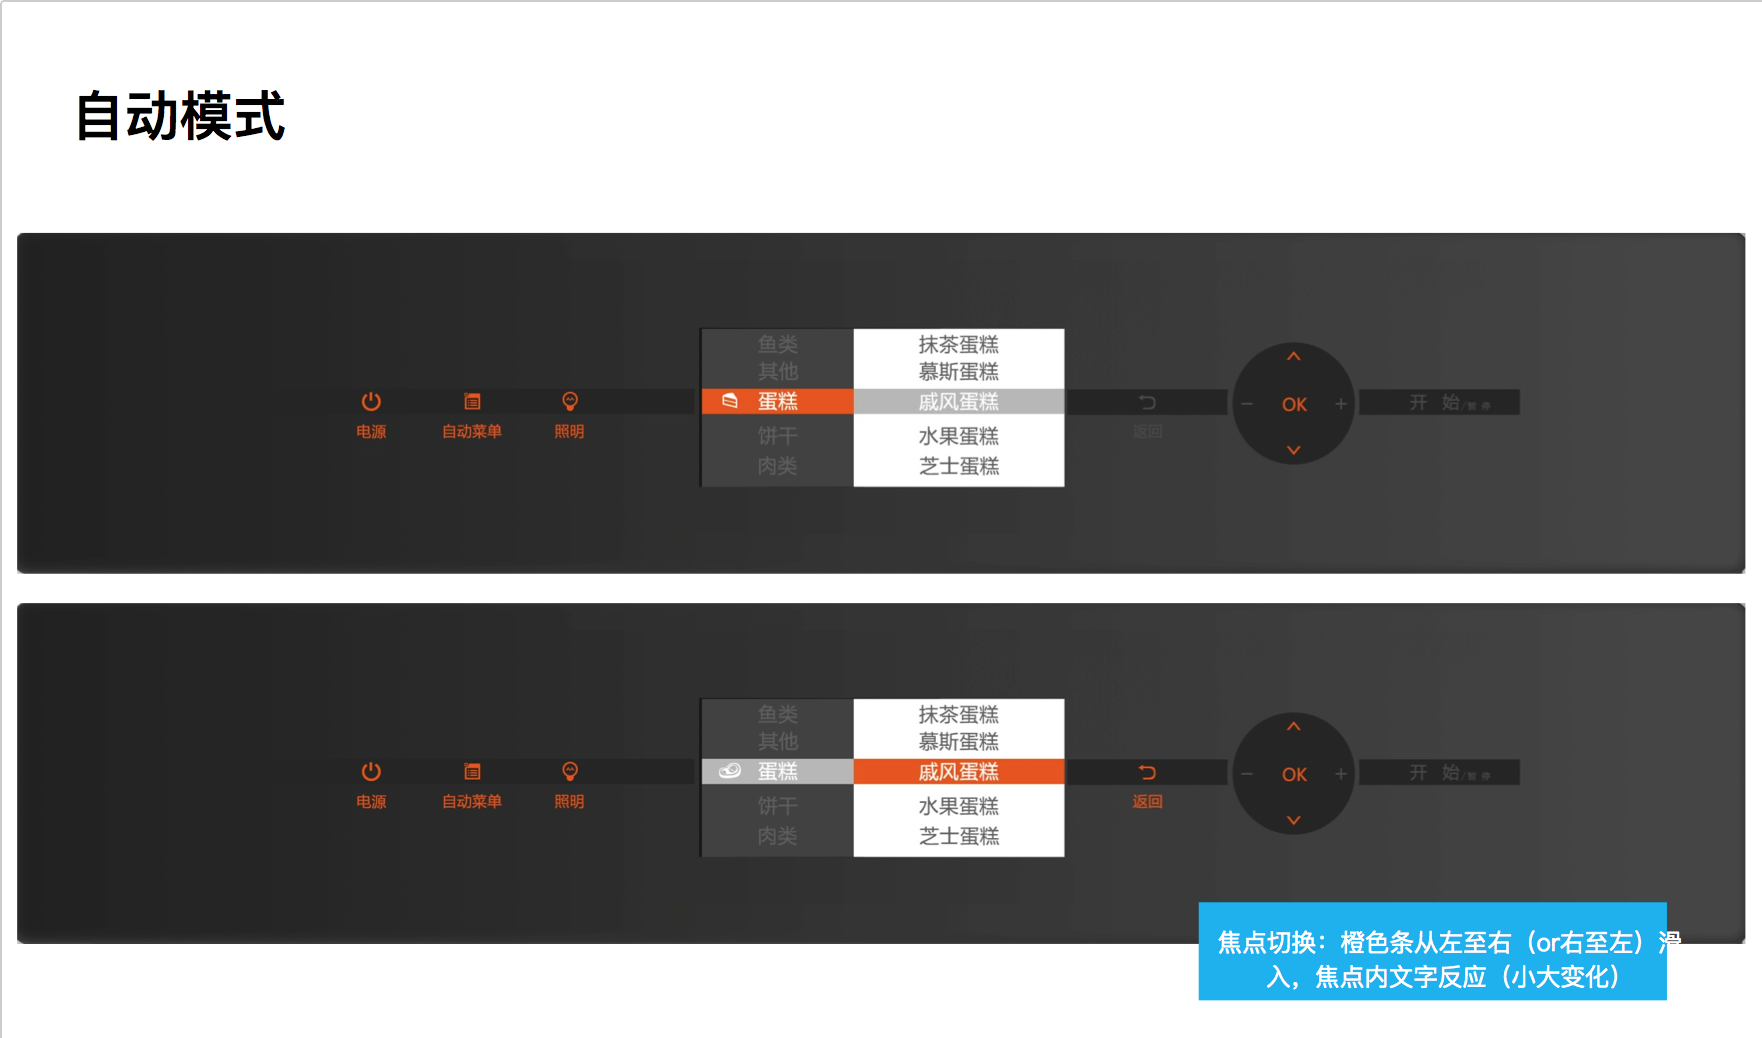 自动模式
鱼类
其他
蛋糕
饼干
肉类
抹茶蛋糕
慕斯蛋糕
戚风蛋糕
水果蛋糕
芝士蛋糕
电源
自动菜单
照明
返回
− OK +
开 始/暂停
鱼类
其他
蛋糕
饼干
肉类
抹茶蛋糕
慕斯蛋糕
戚风蛋糕
水果蛋糕
芝士蛋糕
电源
自动菜单
照明
返回
− OK +
开 始/暂停
焦点切换：橙色条从左至右（or右至左）滑
入，焦点内文字反应（小大变化）